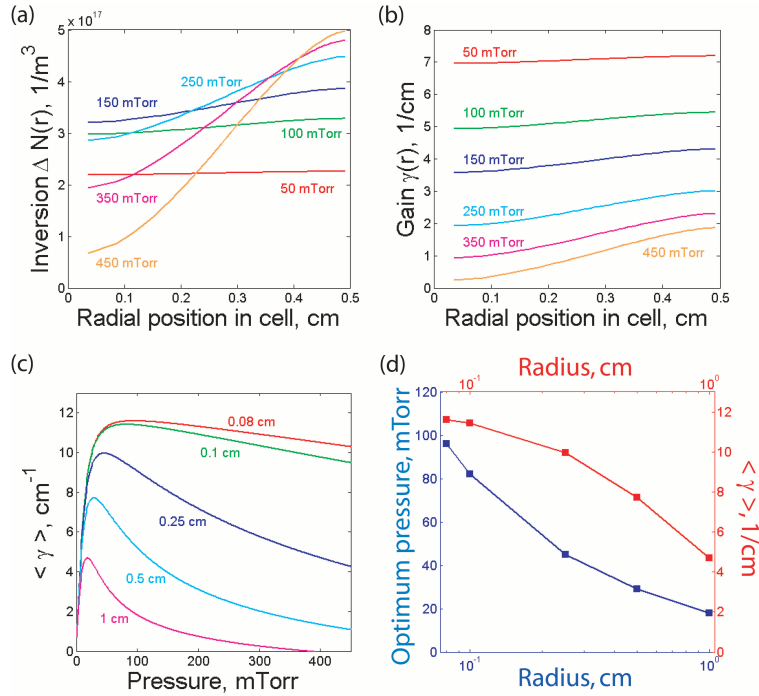 (a)
× 10¹⁷
5
4
3
2
1
0
Inversion Δ N(r), 1/m³
250 mTorr
150 mTorr
100 mTorr
50 mTorr
350 mTorr
450 mTorr
0 0.1 0.2 0.3 0.4 0.5
Radial position in cell, cm
(b)
8
7
6
5
4
3
2
1
0
Gain γ(r), 1/cm
50 mTorr
100 mTorr
150 mTorr
250 mTorr
350 mTorr
450 mTorr
0 0.1 0.2 0.3 0.4 0.5
Radial position in cell, cm
(c)
12
10
8
6
4
2
0
< γ >, cm⁻¹
0.08 cm
0.1 cm
0.25 cm
0.5 cm
1 cm
0 100 200 300 400
Pressure, mTorr
(d)
Radius, cm
10⁻¹ 10⁰
120
100
80
60
40
20
0
Optimum pressure, mTorr
12
10
8
6
4
2
0
< γ >, 1/cm
10⁻¹ 10⁰
Radius, cm